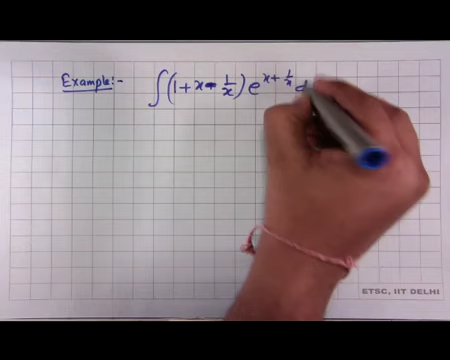 Example:- ∫(1+x-1/x) e^{x+1/x} d
ETSC, IIT DELHI